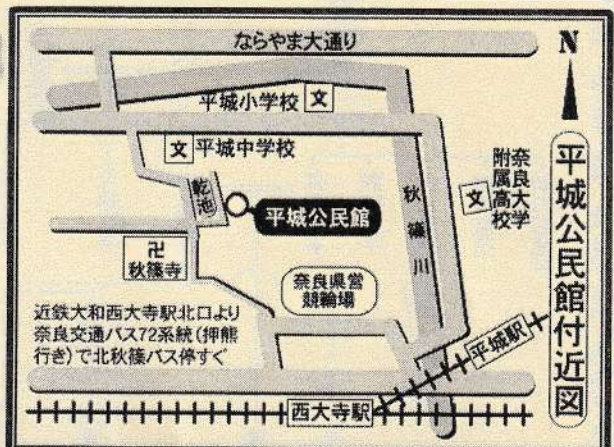 ならやま大通り
N
平城公民館付近図
平城小学校 文
文 平城中学校
乾池
平城公民館
秋篠川
文
奈良大学
附属高校
卍
秋篠寺
奈良県営
競輪場
近鉄大和西大寺駅北口より
奈良交通バス72系統(押熊
行き)で北秋篠バス停すぐ
平城駅
西大寺駅